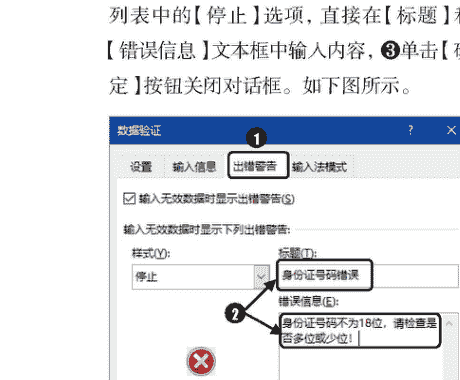 列表中的【停止】选项，直接在【标题】
【错误信息】文本框中输入内容，❸单击【
定】按钮关闭对话框。如下图所示。
数据验证 ? ×
❶
设置 输入信息 出错警告 输入法模式
输入无效数据时显示出错警告(S)
输入无效数据时显示下列出错警告:
样式(Y): 标题(T):
停止 身份证号码错误
❷ 错误信息(E):
身份证号码不为18位，请检查是
否多位或少位！